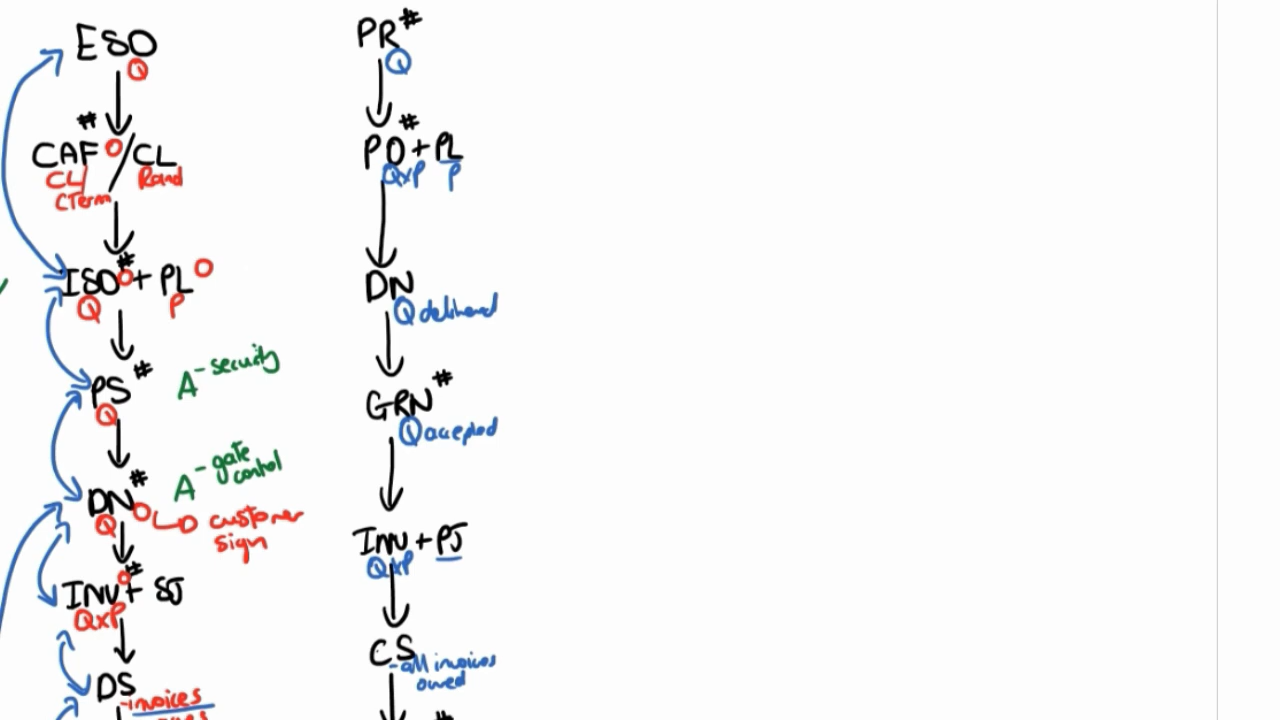 ESO
Q
#
CAF O / CL
CL/
CTerm
Rand
#
ISO O + PL O
Q
P
PS #
Q
A - security
DN #
Q
A - gate
control
O customer
sign
#
INV + SJ
QxP
DS
-invoices
PR #
Q
#
PO + PL
QxP
P
DN
Q delivered
GRN #
Q accepted
INV + PJ
QxP
CS
-all invoices
owed
#